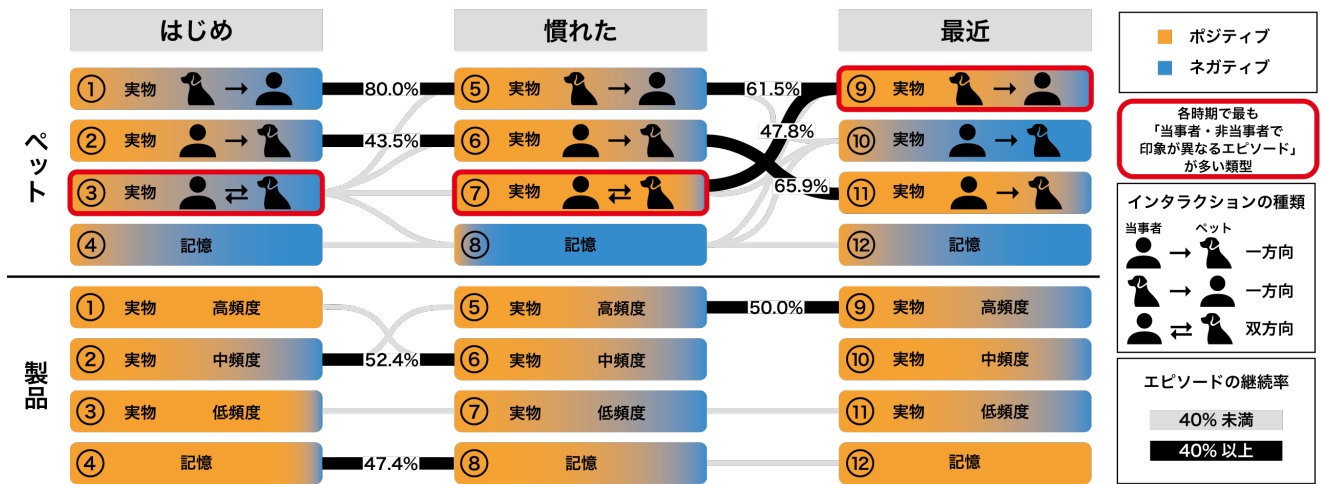 はじめ
慣れた
最近
ペット
① 実物
80.0%
⑤ 実物
61.5%
⑨ 実物
② 実物
43.5%
⑥ 実物
47.8%
⑩ 実物
③ 実物
⑦ 実物
65.9%
⑪ 実物
④ 記憶
⑧ 記憶
⑫ 記憶
製品
① 実物 高頻度
⑤ 実物 高頻度
50.0%
⑨ 実物 高頻度
② 実物 中頻度
52.4%
⑥ 実物 中頻度
⑩ 実物 中頻度
③ 実物 低頻度
⑦ 実物 低頻度
⑪ 実物 低頻度
④ 記憶
47.4%
⑧ 記憶
⑫ 記憶
ポジティブ
ネガティブ
各時期で最も
「当事者・非当事者で
印象が異なるエピソード」
が多い類型
インタラクションの種類
当事者 ペット
一方向
一方向
双方向
エピソードの継続率
40% 未満
40% 以上